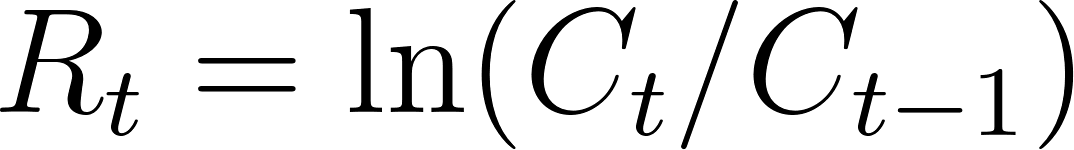 R_t = ln(C_t/C_{t−1})